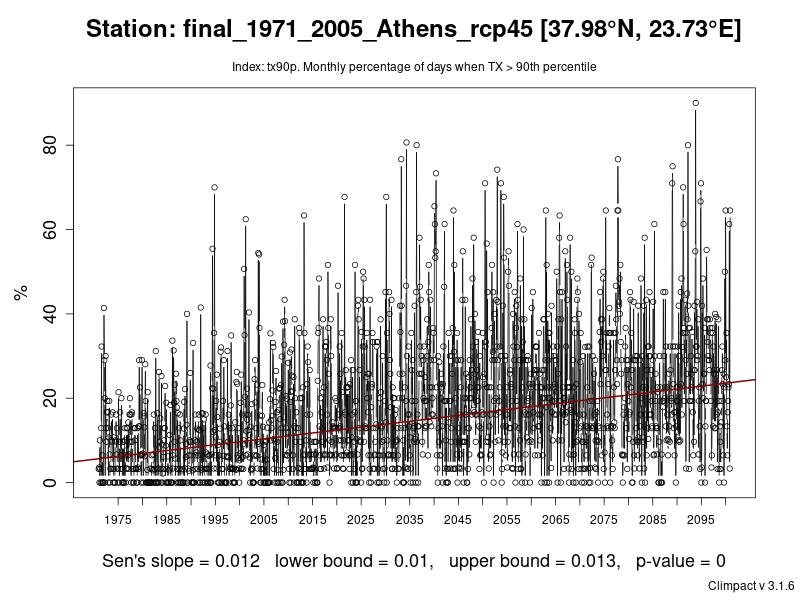 Station: final_1971_2005_Athens_rcp45 [37.98°N, 23.73°E]
Index: tx90p. Monthly percentage of days when TX > 90th percentile
80
60
%
40
20
0
1975 1985 1995 2005 2015 2025 2035 2045 2055 2065 2075 2085 2095
Sen's slope = 0.012 lower bound = 0.01, upper bound = 0.013, p-value = 0
Climpact v 3.1.6